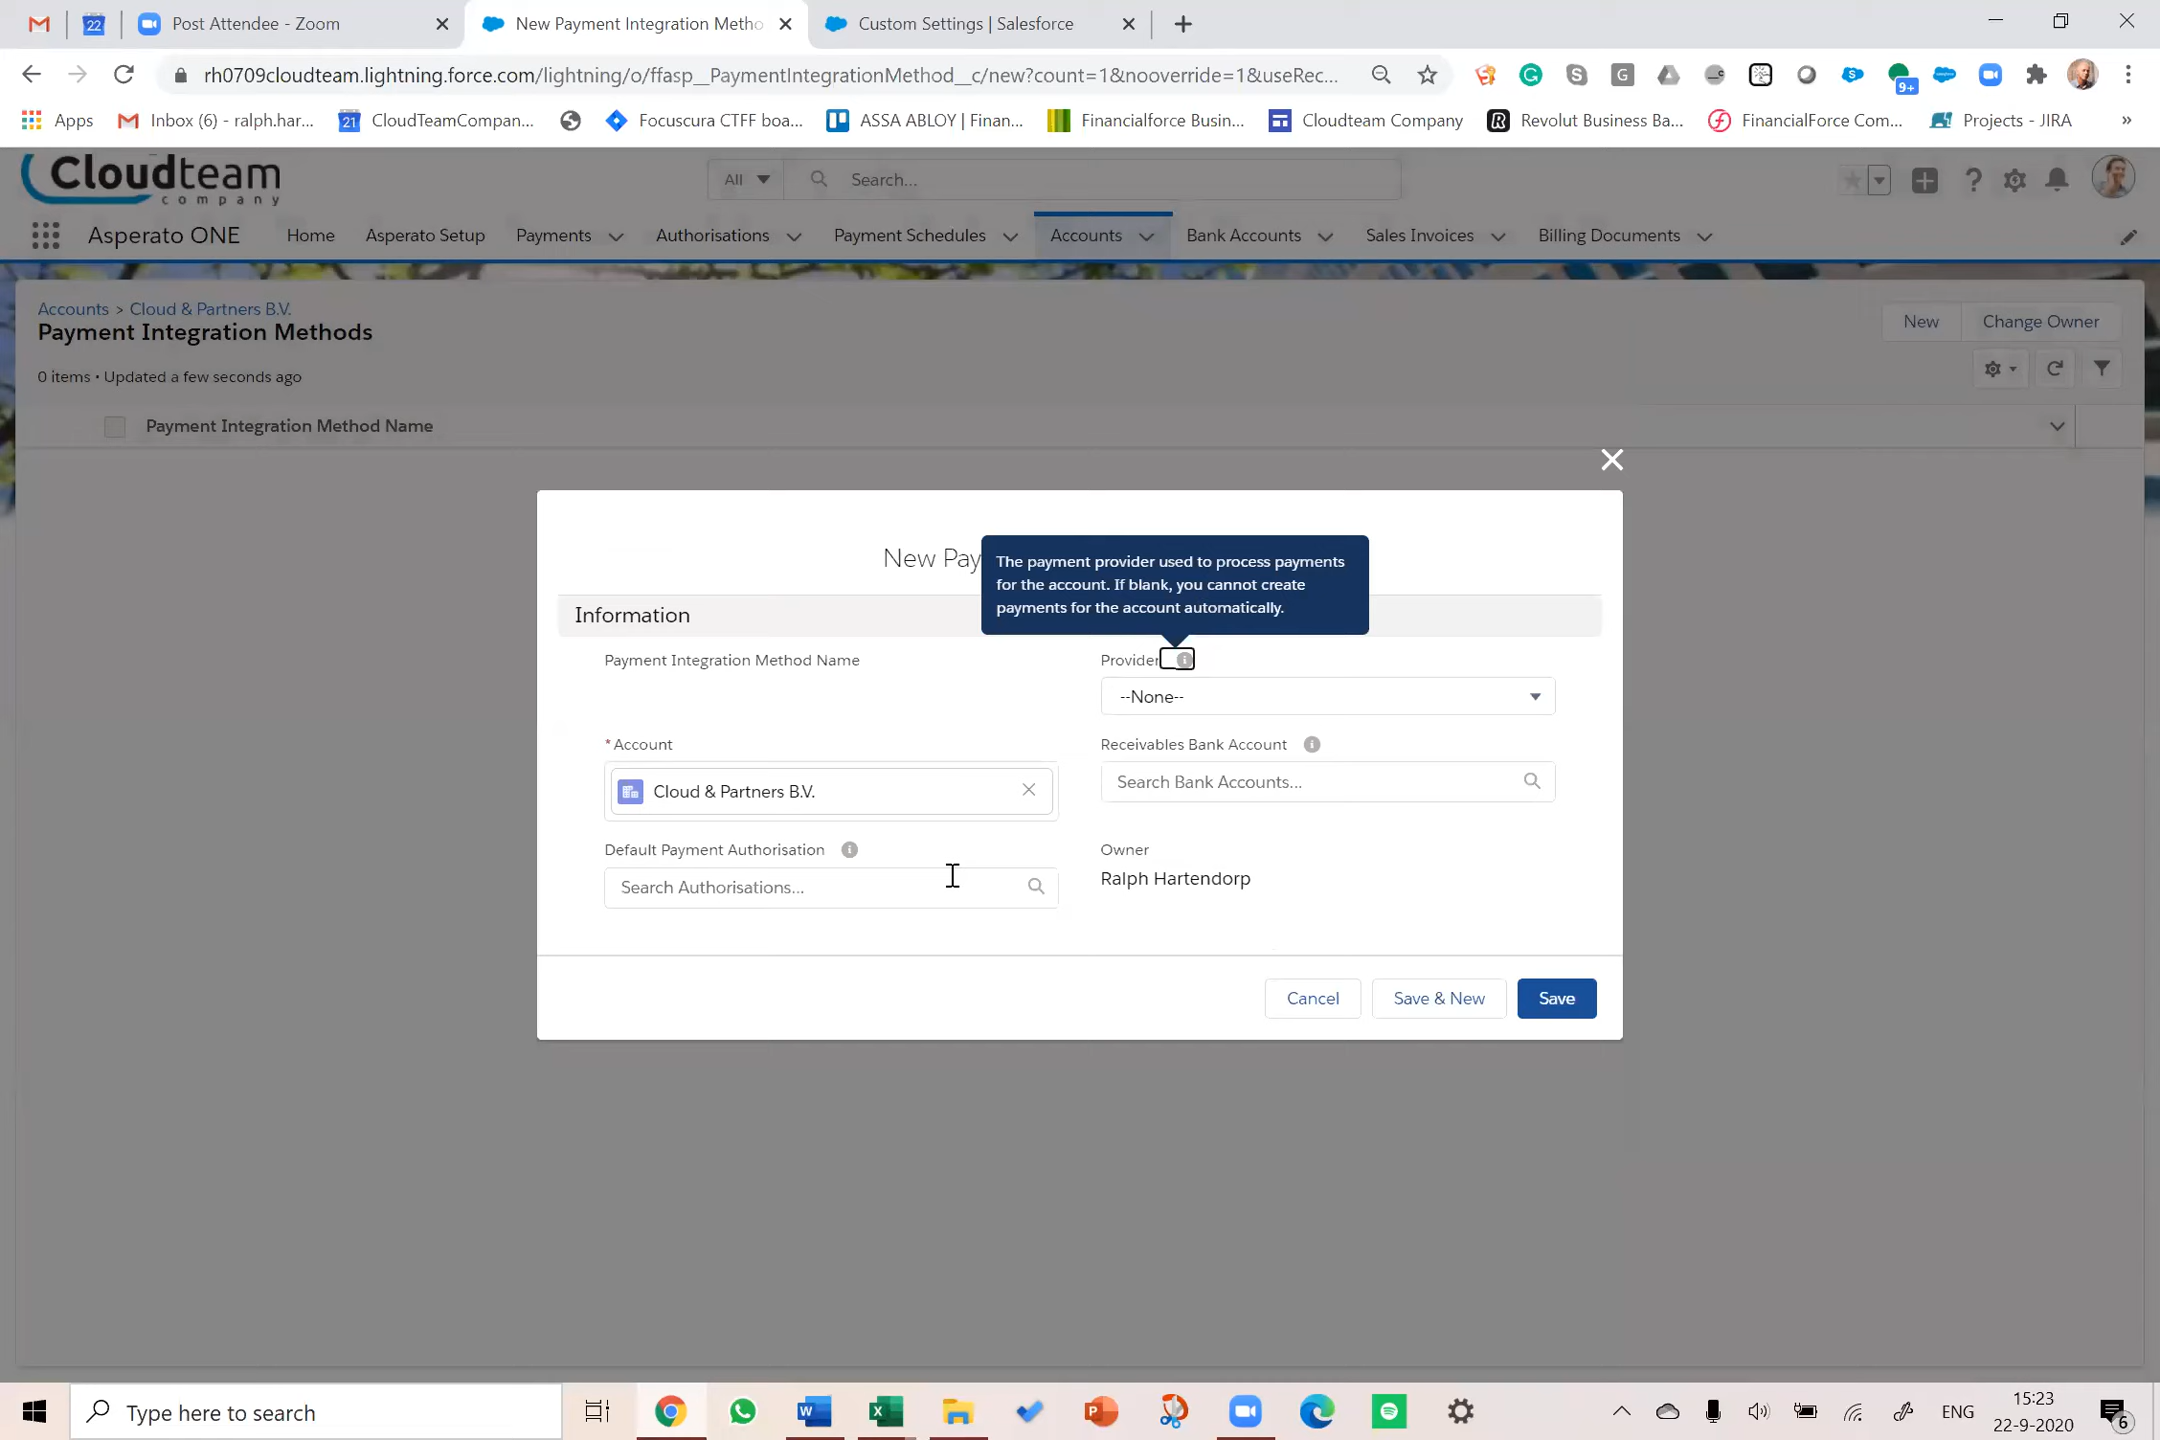 Post Attendee - Zoom
New Payment Integration Metho
Custom Settings | Salesforce
22
rh0709cloudteam.lightning.force.com/lightning/o/ffasp__PaymentIntegrationMethod__c/new?count=1&nooverride=1&useRec...
9+
Apps
Inbox (6) - ralph.har...
21
CloudTeamCompan...
Focuscura CTFF boa...
ASSA ABLOY | Finan...
Financialforce Busin...
Cloudteam Company
Revolut Business Ba...
FinancialForce Com...
Projects - JIRA
»
Cloudteam
company
All
Search...
Asperato ONE
Home
Asperato Setup
Payments
Authorisations
Payment Schedules
Accounts
Bank Accounts
Sales Invoices
Billing Documents
Accounts > Cloud & Partners B.V.
Payment Integration Methods
New
Change Owner
0 items • Updated a few seconds ago
Payment Integration Method Name
New Pay
The payment provider used to process payments
for the account. If blank, you cannot create
payments for the account automatically.
Information
Payment Integration Method Name
Provider
--None--
* Account
Cloud & Partners B.V.
Receivables Bank Account
Search Bank Accounts...
Default Payment Authorisation
Search Authorisations...
Owner
Ralph Hartendorp
Cancel
Save & New
Save
Type here to search
ENG
15:23
22-9-2020
6